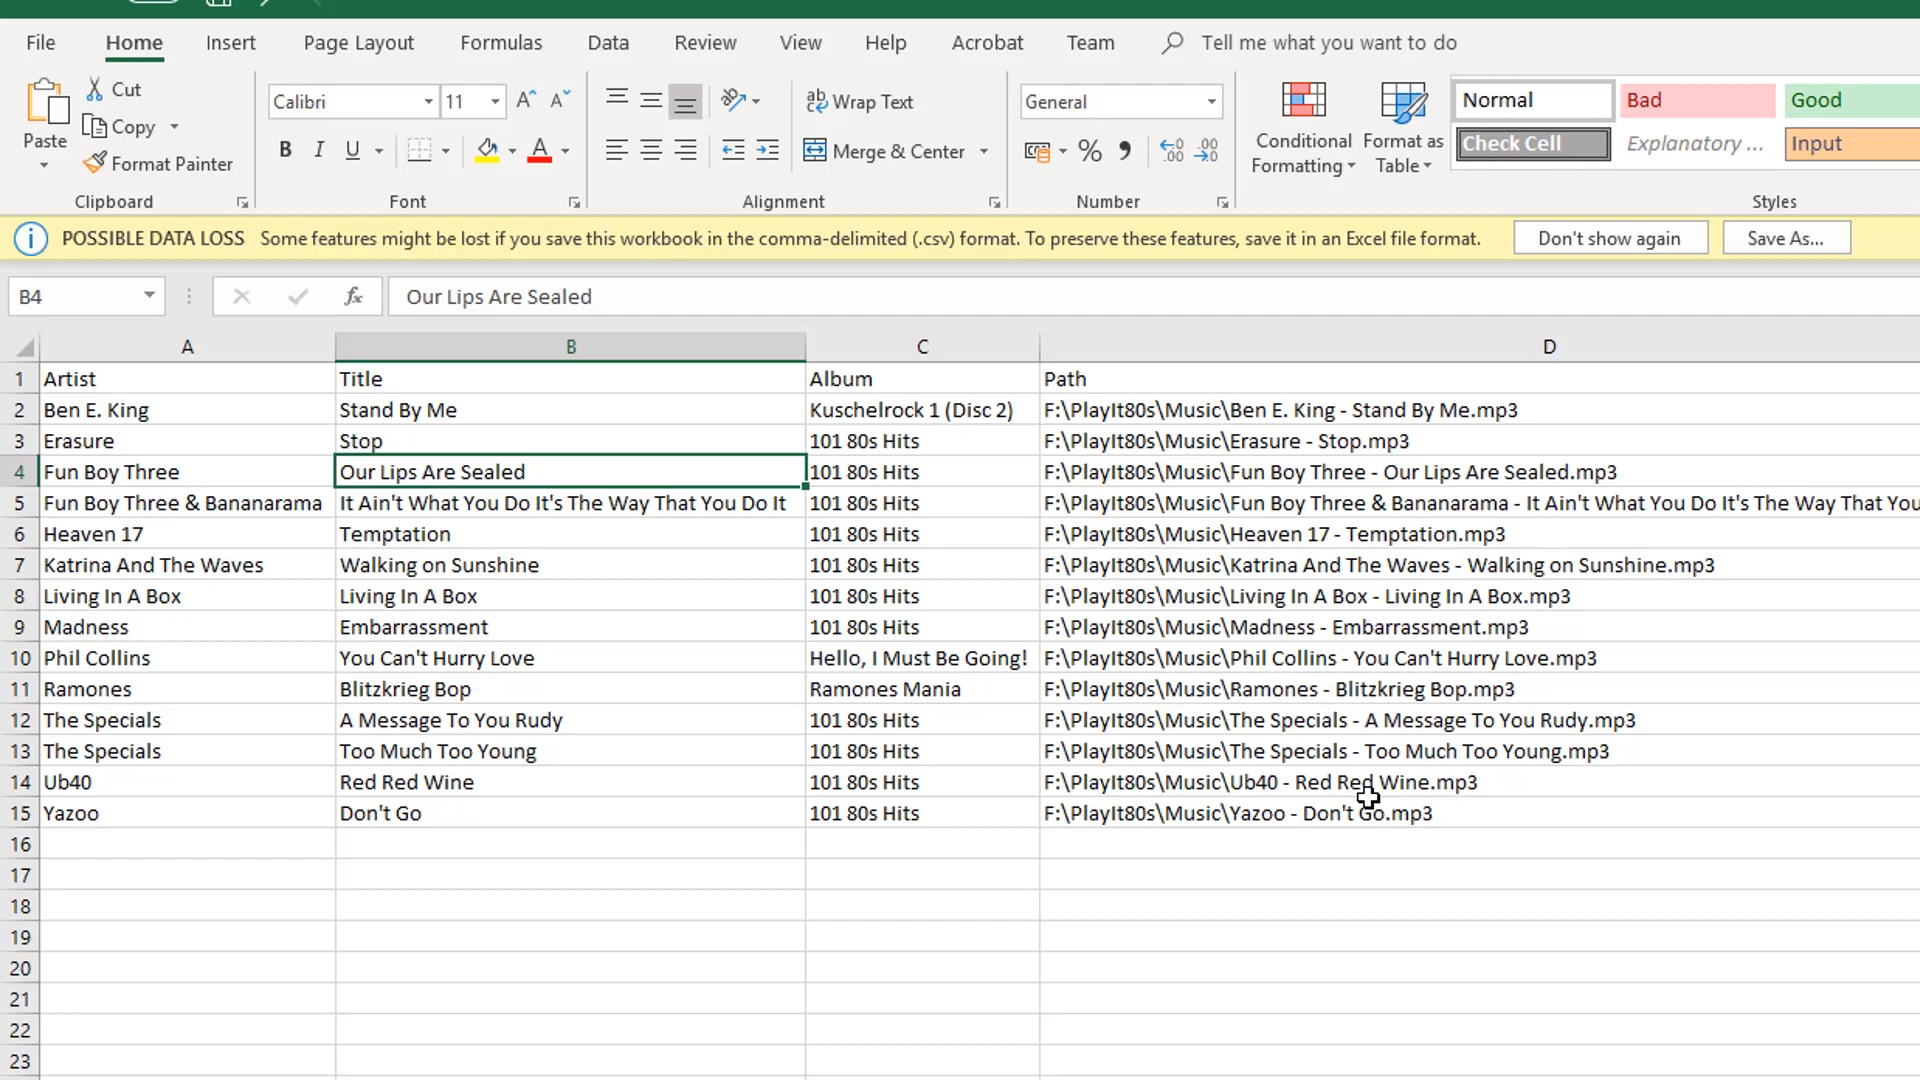 File Home Insert Page Layout Formulas Data Review View Help Acrobat Team Tell me what you want to do
Paste Cut Copy Format Painter
Calibri 11 A^ A˅
B I U A
ab Wrap Text
Merge & Center
General
% 9 .00 .00
Conditional Formatting
Format as Table
Normal Bad Good
Check Cell Explanatory ... Input
Clipboard Font Alignment Number Styles
POSSIBLE DATA LOSS Some features might be lost if you save this workbook in the comma-delimited (.csv) format. To preserve these features, save it in an Excel file format. Don't show again Save As...
B4 fx Our Lips Are Sealed
A B C D
1 Artist Title Album Path
2 Ben E. King Stand By Me Kuschelrock 1 (Disc 2) F:\PlayIt80s\Music\Ben E. King - Stand By Me.mp3
3 Erasure Stop 101 80s Hits F:\PlayIt80s\Music\Erasure - Stop.mp3
4 Fun Boy Three Our Lips Are Sealed 101 80s Hits F:\PlayIt80s\Music\Fun Boy Three - Our Lips Are Sealed.mp3
5 Fun Boy Three & Bananarama It Ain't What You Do It's The Way That You Do It 101 80s Hits F:\PlayIt80s\Music\Fun Boy Three & Bananarama - It Ain't What You Do It's The Way That You
6 Heaven 17 Temptation 101 80s Hits F:\PlayIt80s\Music\Heaven 17 - Temptation.mp3
7 Katrina And The Waves Walking on Sunshine 101 80s Hits F:\PlayIt80s\Music\Katrina And The Waves - Walking on Sunshine.mp3
8 Living In A Box Living In A Box 101 80s Hits F:\PlayIt80s\Music\Living In A Box - Living In A Box.mp3
9 Madness Embarrassment 101 80s Hits F:\PlayIt80s\Music\Madness - Embarrassment.mp3
10 Phil Collins You Can't Hurry Love Hello, I Must Be Going! F:\PlayIt80s\Music\Phil Collins - You Can't Hurry Love.mp3
11 Ramones Blitzkrieg Bop Ramones Mania F:\PlayIt80s\Music\Ramones - Blitzkrieg Bop.mp3
12 The Specials A Message To You Rudy 101 80s Hits F:\PlayIt80s\Music\The Specials - A Message To You Rudy.mp3
13 The Specials Too Much Too Young 101 80s Hits F:\PlayIt80s\Music\The Specials - Too Much Too Young.mp3
14 Ub40 Red Red Wine 101 80s Hits F:\PlayIt80s\Music\Ub40 - Red Red Wine.mp3
15 Yazoo Don't Go 101 80s Hits F:\PlayIt80s\Music\Yazoo - Don't Go.mp3
16
17
18
19
20
21
22
23